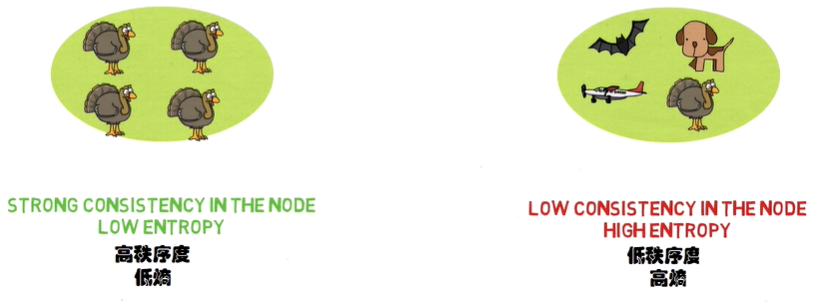 STRONG CONSISTENCY IN THE NODE
LOW ENTROPY
高秩序度
低熵
LOW CONSISTENCY IN THE NODE
HIGH ENTROPY
低秩序度
高熵